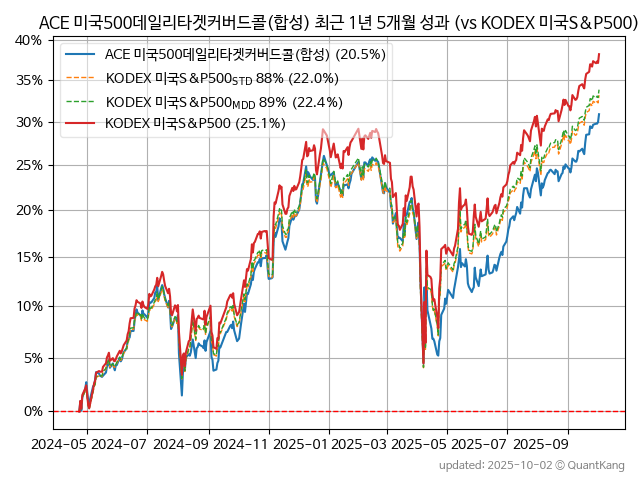 ACE 미국500데일리타겟커버드콜(합성) 최근 1년 5개월 성과 (vs KODEX 미국S&P500)
ACE 미국500데일리타겟커버드콜(합성) (20.5%)
KODEX 미국S&P500STD 88% (22.0%)
KODEX 미국S&P500MDD 89% (22.4%)
KODEX 미국S&P500 (25.1%)
40%
35%
30%
25%
20%
15%
10%
5%
0%
2024-05 2024-07 2024-09 2024-11 2025-01 2025-03 2025-05 2025-07 2025-09
updated: 2025-10-02 © QuantKang